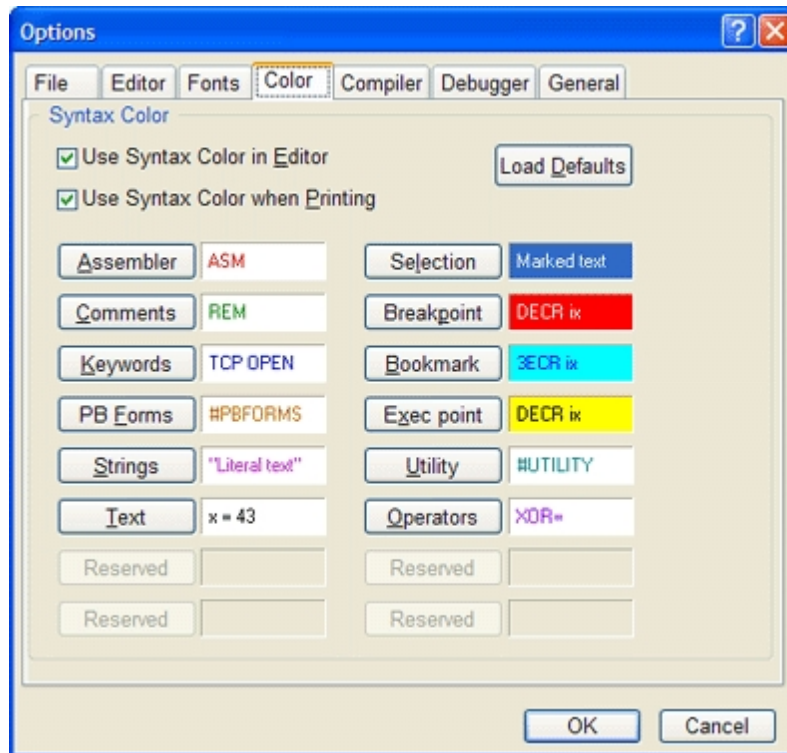 Options
File Editor Fonts Color Compiler Debugger General
Syntax Color
Use Syntax Color in Editor
Load Defaults
Use Syntax Color when Printing
Assembler ASM Selection Marked text
Comments REM Breakpoint DECR ix
Keywords TCP OPEN Bookmark 3ECR ix
PB Forms #PBFORMS Exec point DECR ix
Strings "Literal text" Utility #UTILITY
Text x = 43 Operators XOR=
Reserved Reserved
Reserved Reserved
OK Cancel